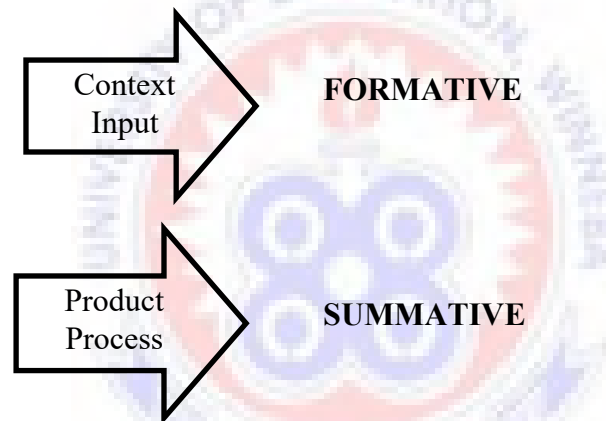 Context
Input
FORMATIVE
Product
Process
SUMMATIVE